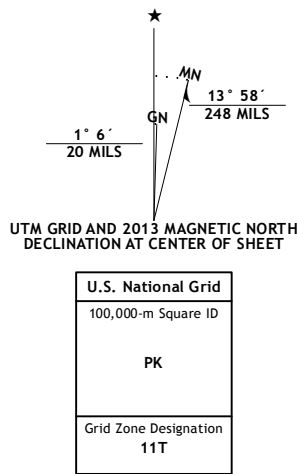 ★
MN
GN
13° 58´
248 MILS
1° 6´
20 MILS
UTM GRID AND 2013 MAGNETIC NORTH
DECLINATION AT CENTER OF SHEET
U.S. National Grid
100,000-m Square ID
PK
Grid Zone Designation
11T